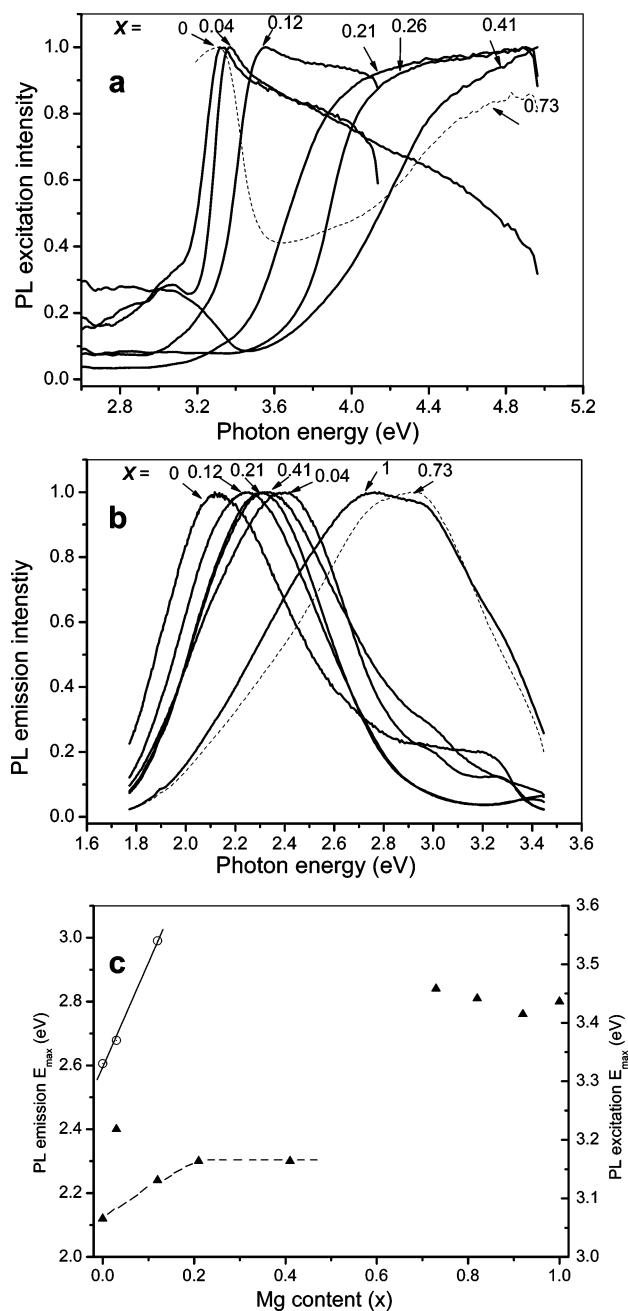 x =
0 0.04 0.12
0.21 0.26 0.41
a
0.73
PL excitation intensity
1.0
0.8
0.6
0.4
0.2
0.0
2.8 3.2 3.6 4.0 4.4 4.8 5.2
Photon energy (eV)
x =
0 0.12 0.21 0.41 0.04 1 0.73
b
PL emission intenstiy
1.0
0.8
0.6
0.4
0.2
0.0
1.6 1.8 2.0 2.2 2.4 2.6 2.8 3.0 3.2 3.4 3.6
Photon energy (eV)
c
PL emission Emax (eV)
3.0
2.8
2.6
2.4
2.2
2.0
3.6
3.5
3.4
3.3
3.2
3.1
3.0
PL excitation Emax (eV)
0.0 0.2 0.4 0.6 0.8 1.0
Mg content (x)